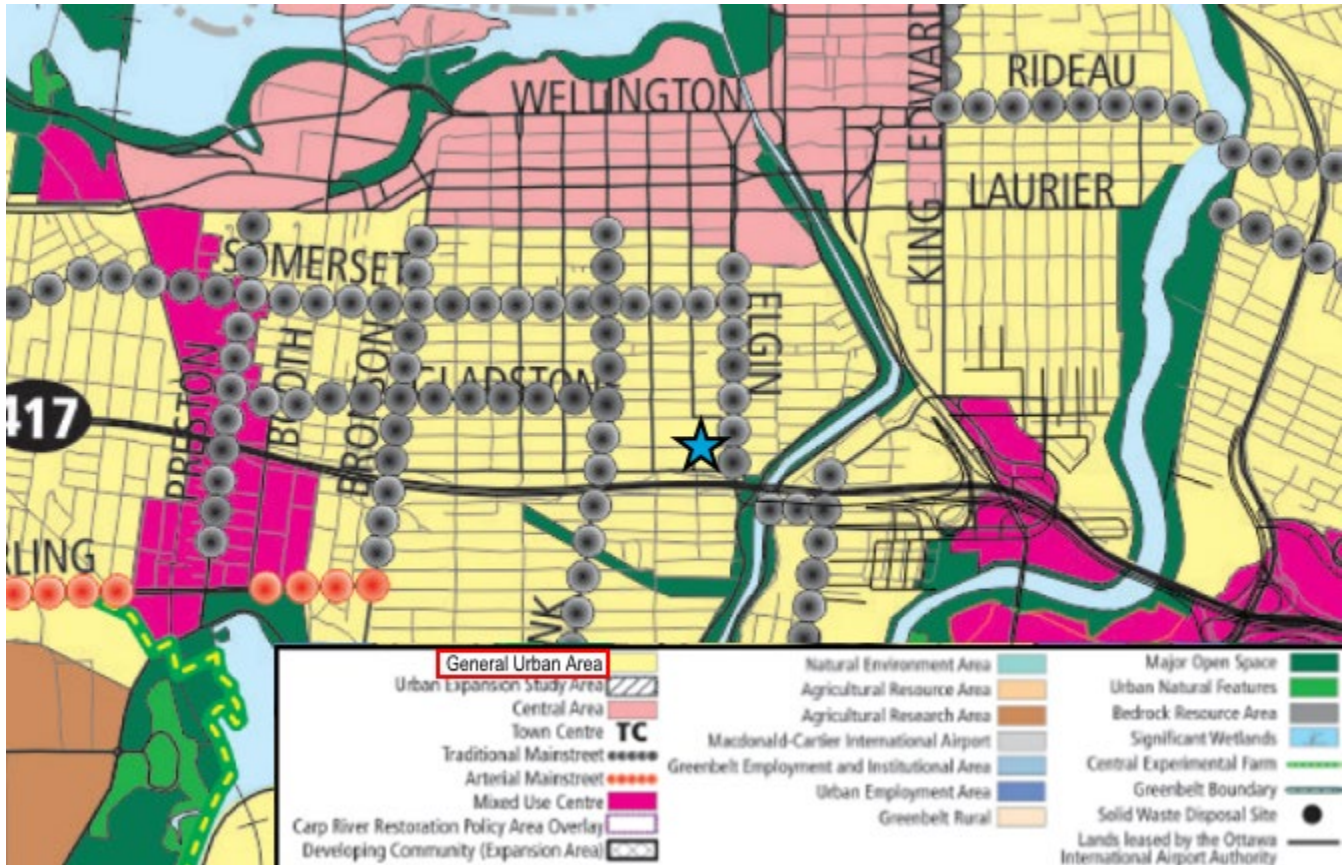 WELLINGTON
KING EDWARD
RIDEAU
LAURIER
SOMERSET
ELGIN
PRESTON
BOOTH
BRONSON
GLADSTON
417
RLING
NK
General Urban Area
Urban Expansion Study Area
Central Area
Town Centre TC
Traditional Mainstreet
Arterial Mainstreet
Mixed Use Centre
Carp River Restoration Policy Area Overlay
Developing Community (Expansion Area)
Natural Environment Area
Agricultural Resource Area
Agricultural Research Area
Macdonald-Cartier International Airport
Greenbelt Employment and Institutional Area
Urban Employment Area
Greenbelt Rural
Major Open Space
Urban Natural Features
Bedrock Resource Area
Significant Wetlands
Central Experimental Farm
Greenbelt Boundary
Solid Waste Disposal Site
Lands leased by the Ottawa
International Airport Authority